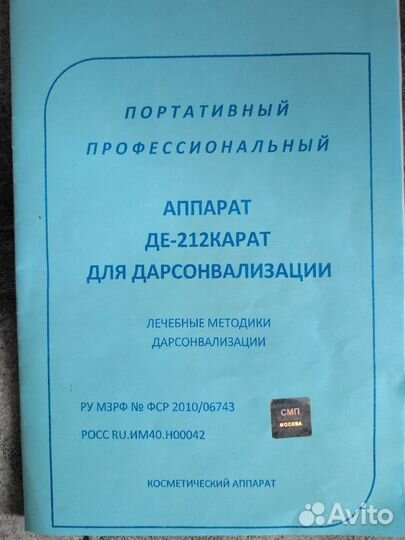 ПОРТАТИВНЫЙ
ПРОФЕССИОНАЛЬНЫЙ
АППАРАТ
ДЕ-212КАРАТ
ДЛЯ ДАРСОНВАЛИЗАЦИИ
ЛЕЧЕБНЫЕ МЕТОДИКИ
ДАРСОНВАЛИЗАЦИИ
РУ МЗРФ № ФСР 2010/06743
СМП
МОСКВА
РОСС RU.ИМ40.Н00042
КОСМЕТИЧЕСКИЙ АППАРАТ
Avito